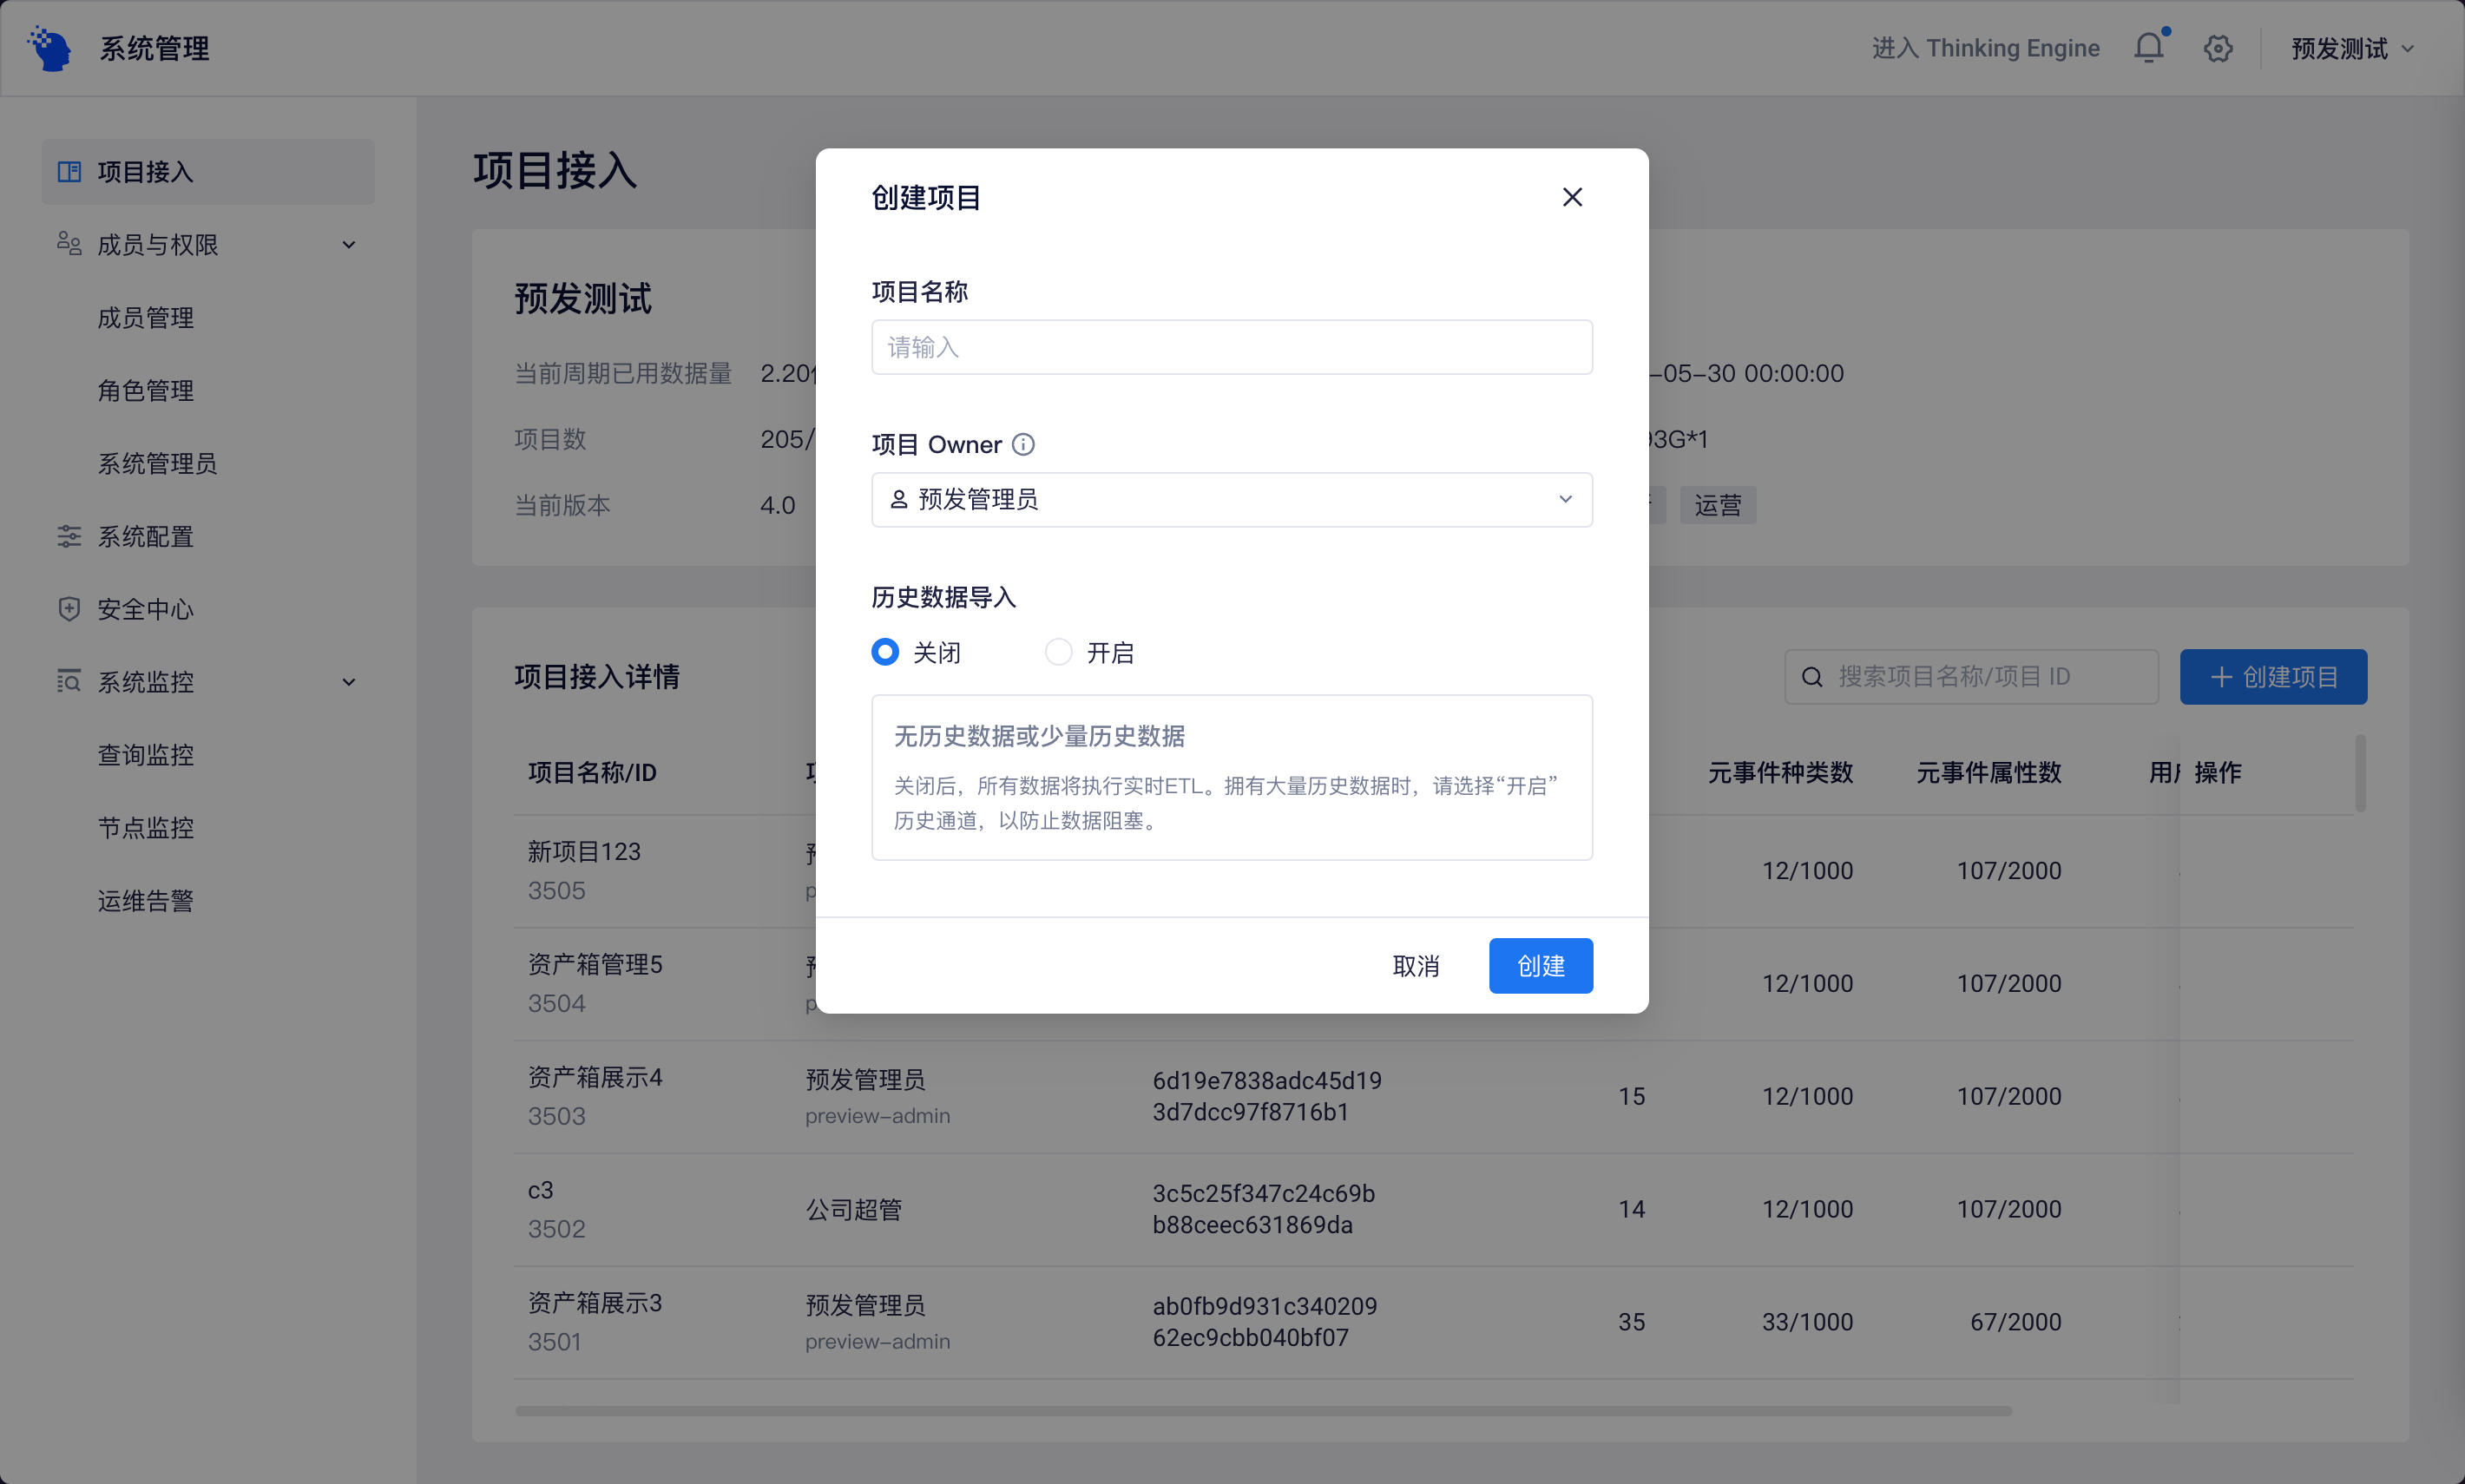 系统管理
进入 Thinking Engine
预发测试
项目接入
成员与权限
成员管理
角色管理
系统管理员
系统配置
安全中心
系统监控
查询监控
节点监控
运维告警
项目接入
预发测试
当前周期已用数据量 2.20
-05-30 00:00:00
项目数 205/
93G*1
当前版本 4.0
运营
项目接入详情
搜索项目名称/项目 ID
创建项目
项目名称/ID
元事件种类数
元事件属性数
操作
新项目123
3505
12/1000
107/2000
资产箱管理5
3504
12/1000
107/2000
资产箱展示4
3503
预发管理员
preview-admin
6d19e7838adc45d19
3d7dcc97f8716b1
15
12/1000
107/2000
c3
3502
公司超管
3c5c25f347c24c69b
b88ceec631869da
14
12/1000
107/2000
资产箱展示3
3501
预发管理员
preview-admin
ab0fb9d931c340209
62ec9cbb040bf07
35
33/1000
67/2000
创建项目
项目名称
请输入
项目 Owner
预发管理员
历史数据导入
关闭
开启
无历史数据或少量历史数据
关闭后，所有数据将执行实时ETL。拥有大量历史数据时，请选择“开启”
历史通道，以防止数据阻塞。
取消
创建